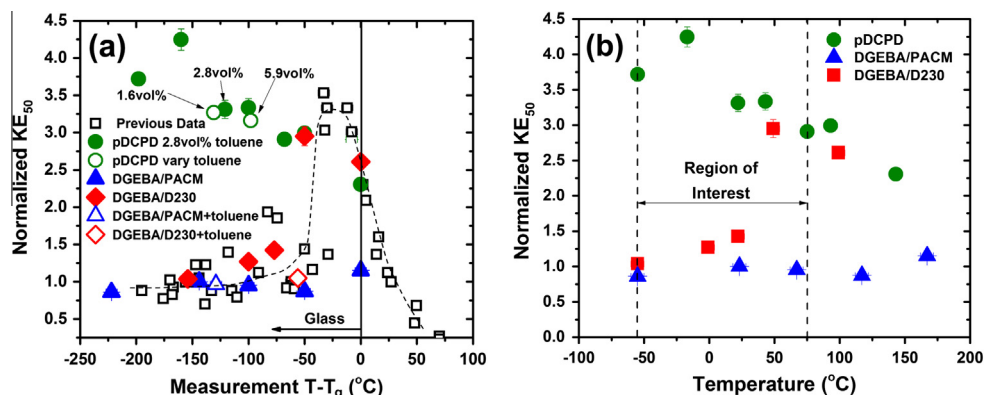 (a)
1.6vol%
2.8vol%
5.9vol%
Previous Data
pDCPD 2.8vol% toluene
pDCPD vary toluene
DGEBA/PACM
DGEBA/D230
DGEBA/PACM+toluene
DGEBA/D230+toluene
Glass
Normalized KE50
4.5
4.0
3.5
3.0
2.5
2.0
1.5
1.0
0.5
-250 -200 -150 -100 -50 0 50 100
Measurement T-Tg (oC)
(b)
pDCPD
DGEBA/PACM
DGEBA/D230
Region of
Interest
Normalized KE50
4.5
4.0
3.5
3.0
2.5
2.0
1.5
1.0
0.5
0.0
-100 -50 0 50 100 150 200
Temperature (oC)